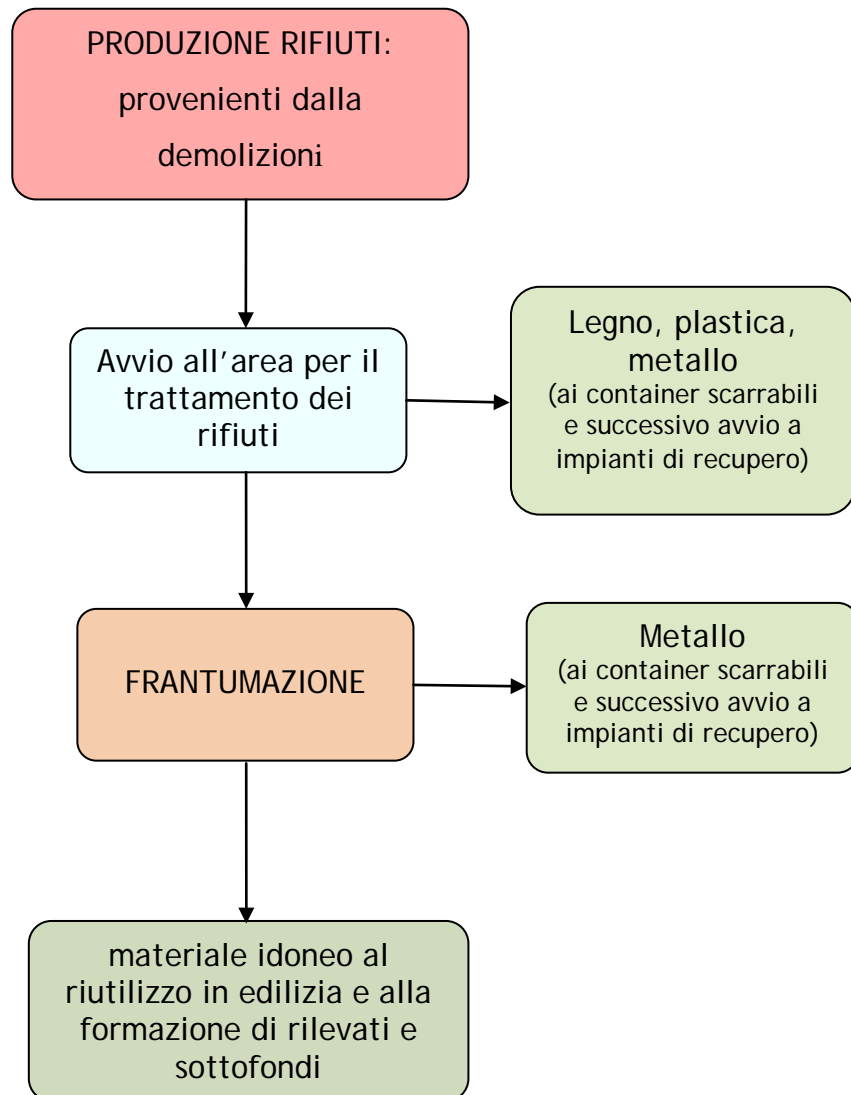 PRODUZIONE RIFIUTI:
provenienti dalla
demolizioni
Avvio all’area per il
trattamento dei
rifiuti
Legno, plastica,
metallo
(ai container scarrabili
e successivo avvio a
impianti di recupero)
FRANTUMAZIONE
Metallo
(ai container scarrabili
e successivo avvio a
impianti di recupero)
materiale idoneo al
riutilizzo in edilizia e alla
formazione di rilevati e
sottofondi